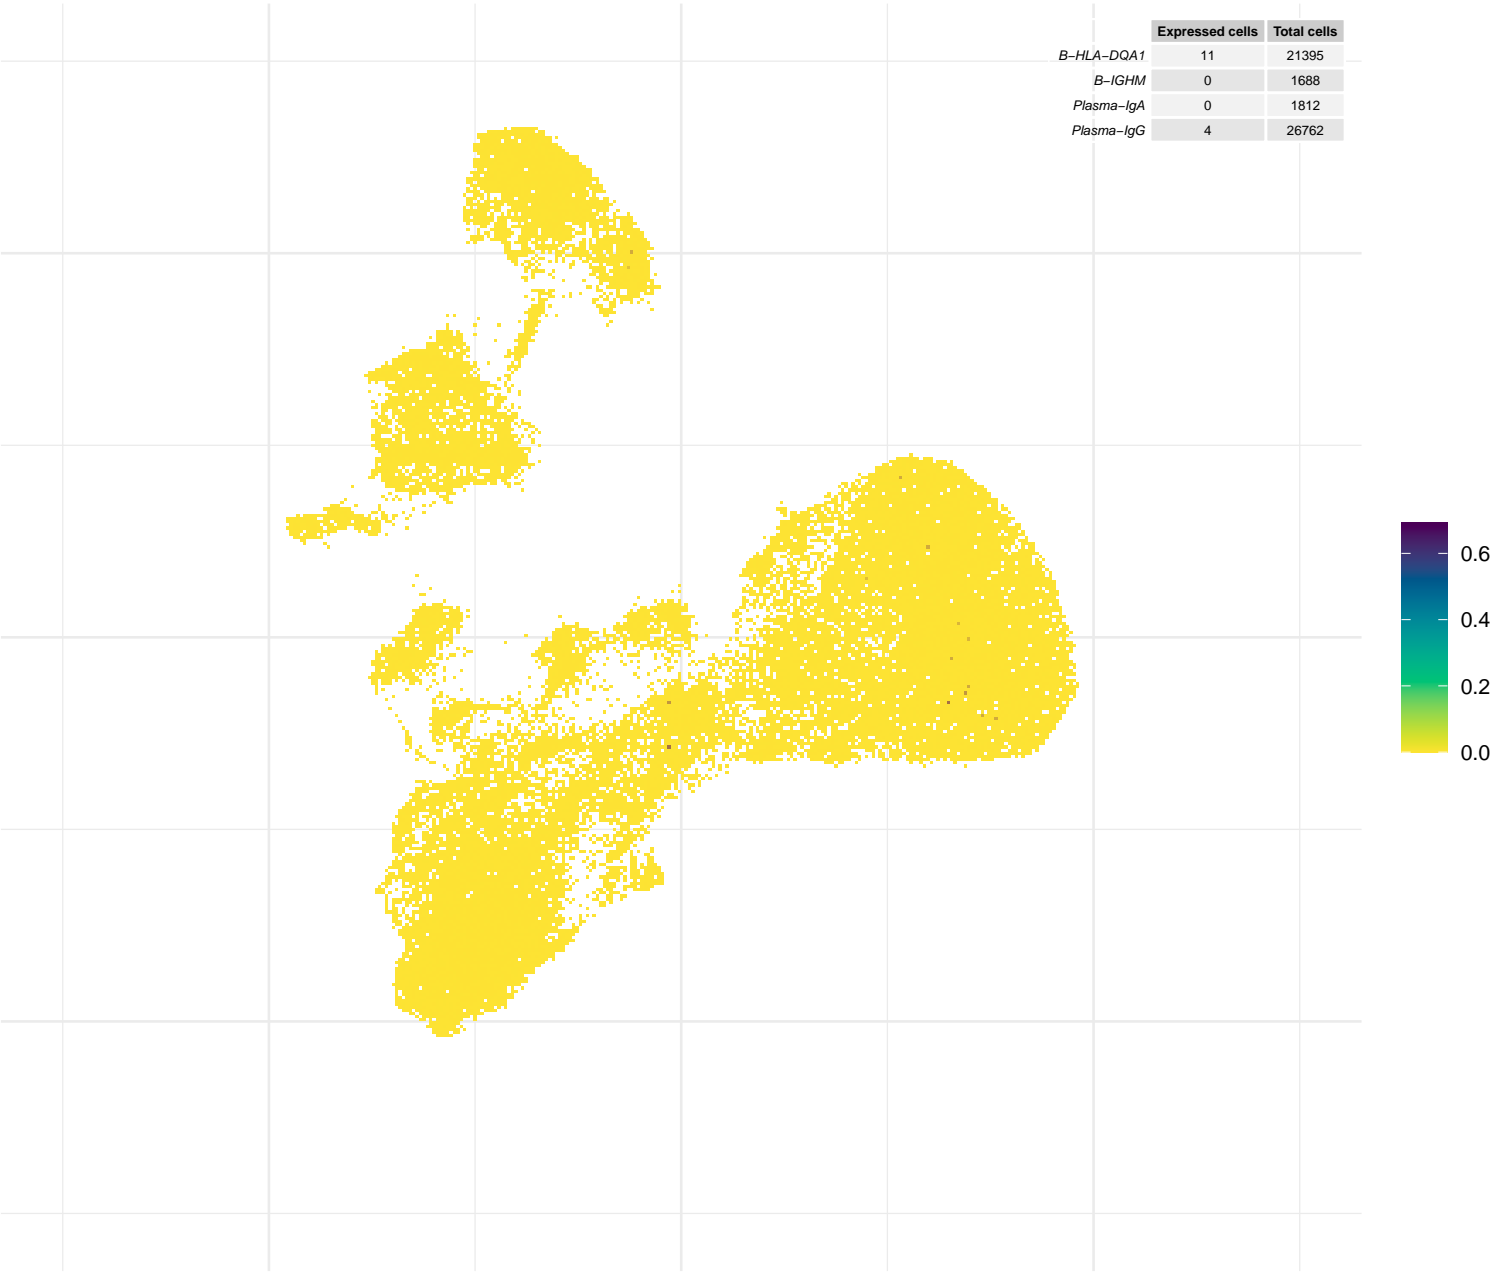 Expressed cells Total cells
B−HLA−DQA1 11 21395
B−IGHM 0 1688
Plasma−IgA 0 1812
Plasma−IgG 4 26762
0.6
0.4
0.2
0.0